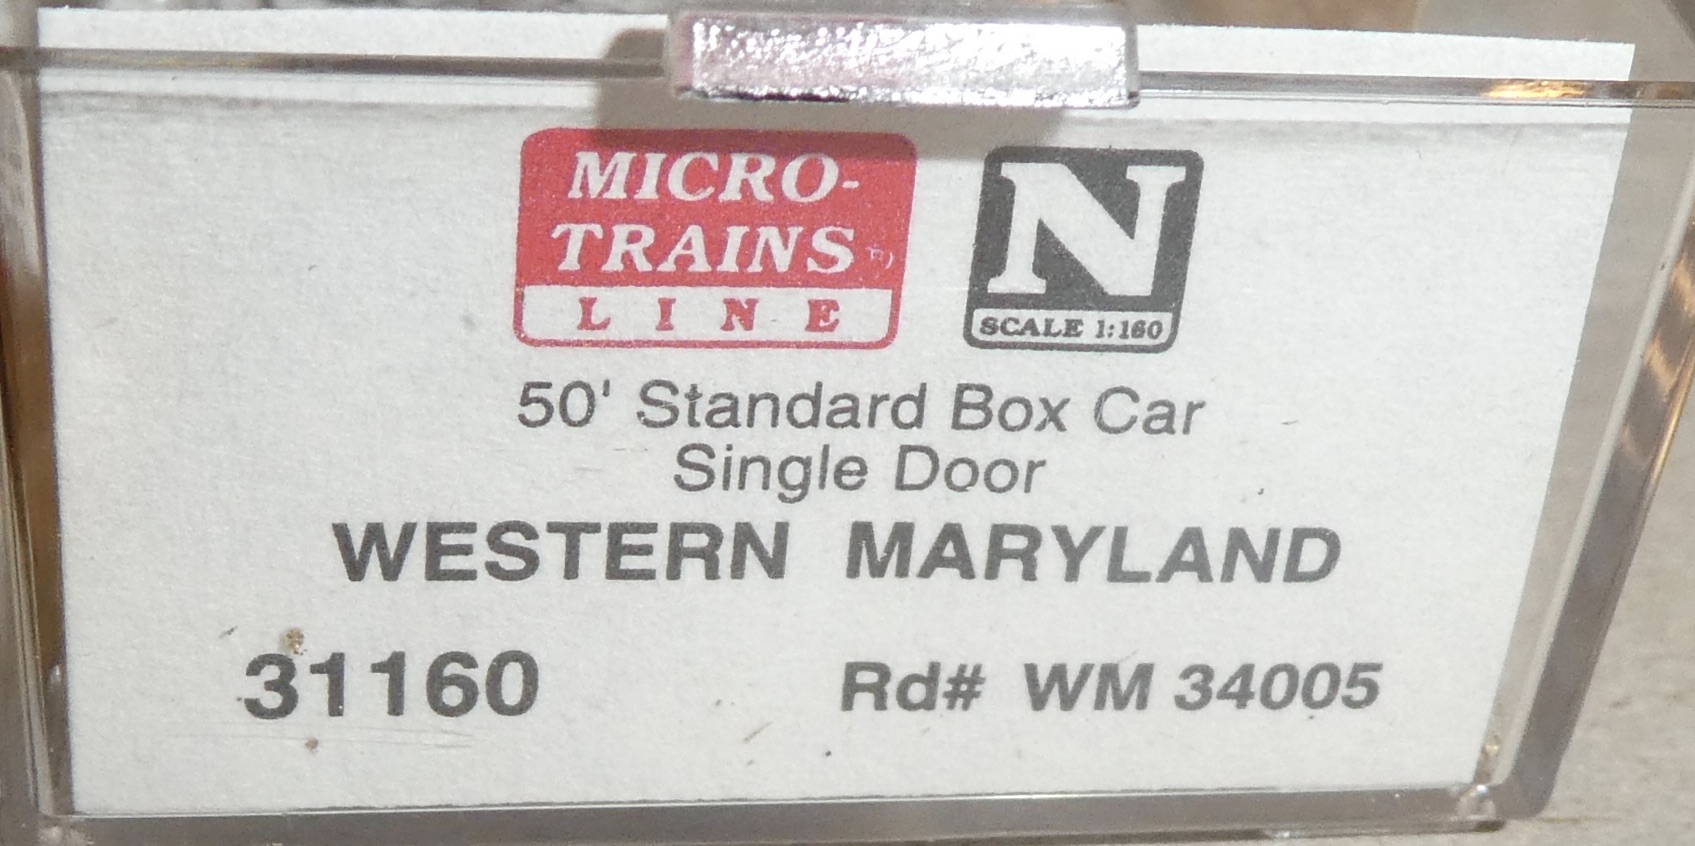 MICRO-
TRAINS
LINE
N
SCALE 1:160
50' Standard Box Car
Single Door
WESTERN MARYLAND
31160 Rd# WM 34005